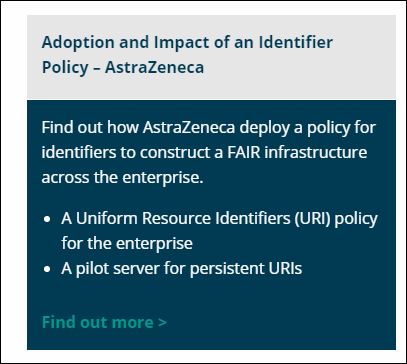 Adoption and Impact of an Identifier
Policy – AstraZeneca
Find out how AstraZeneca deploy a policy for
identifiers to construct a FAIR infrastructure
across the enterprise.
• A Uniform Resource Identifiers (URI) policy
for the enterprise
• A pilot server for persistent URIs
Find out more >